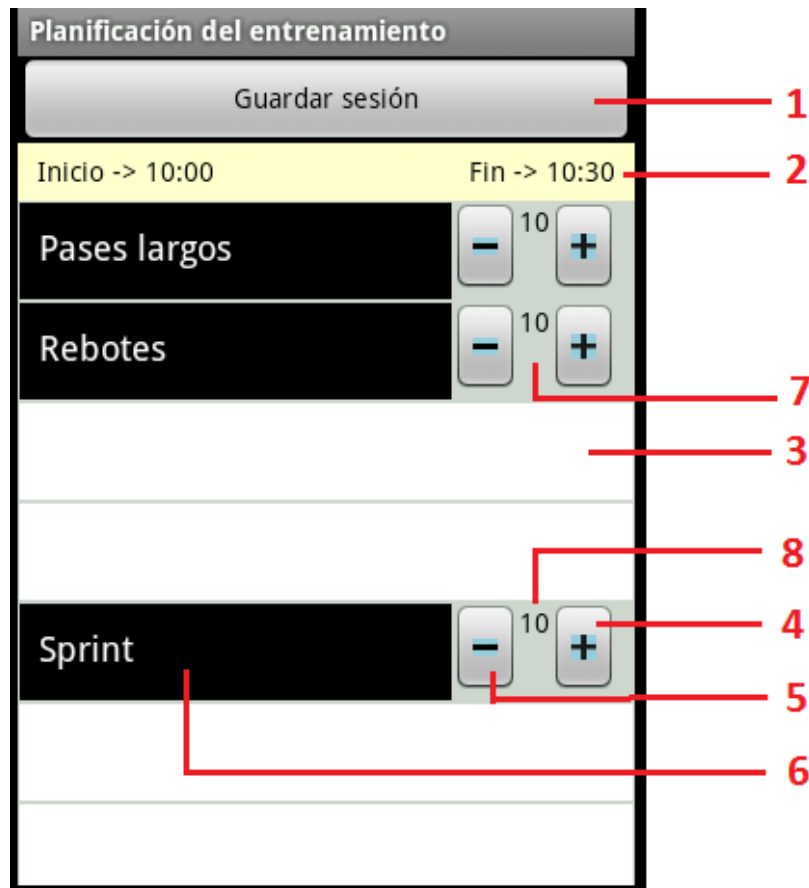 Planificación del entrenamiento
Guardar sesión
1
Inicio -> 10:00 Fin -> 10:30
2
Pases largos - 10 +
Rebotes - 10 +
7
3
8
Sprint - 10 +
4
5
6